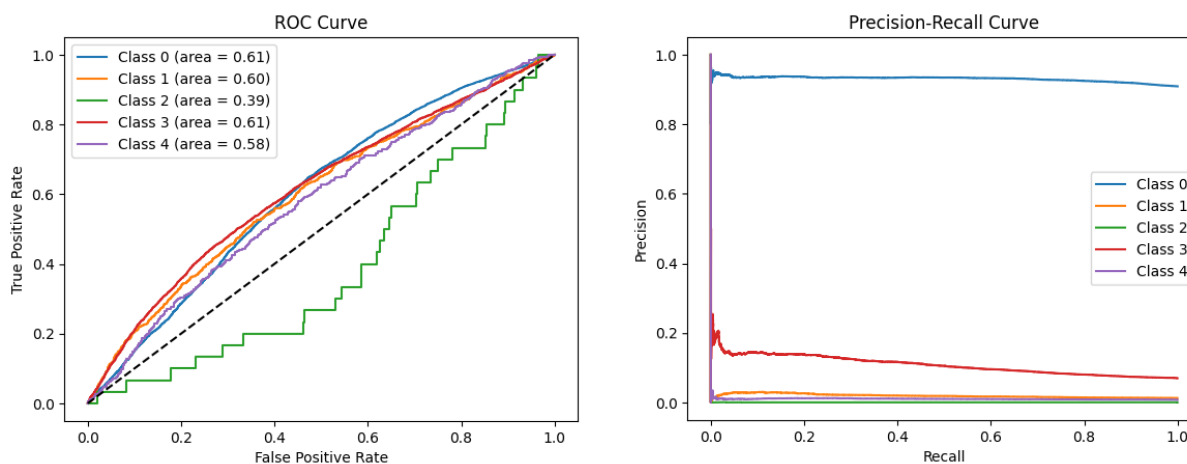 ROC Curve
1.0
0.8
0.6
0.4
0.2
0.0
True Positive Rate
Class 0 (area = 0.61)
Class 1 (area = 0.60)
Class 2 (area = 0.39)
Class 3 (area = 0.61)
Class 4 (area = 0.58)
0.0 0.2 0.4 0.6 0.8 1.0
False Positive Rate
Precision-Recall Curve
1.0
0.8
0.6
0.4
0.2
0.0
Precision
Class 0
Class 1
Class 2
Class 3
Class 4
0.0 0.2 0.4 0.6 0.8 1.0
Recall